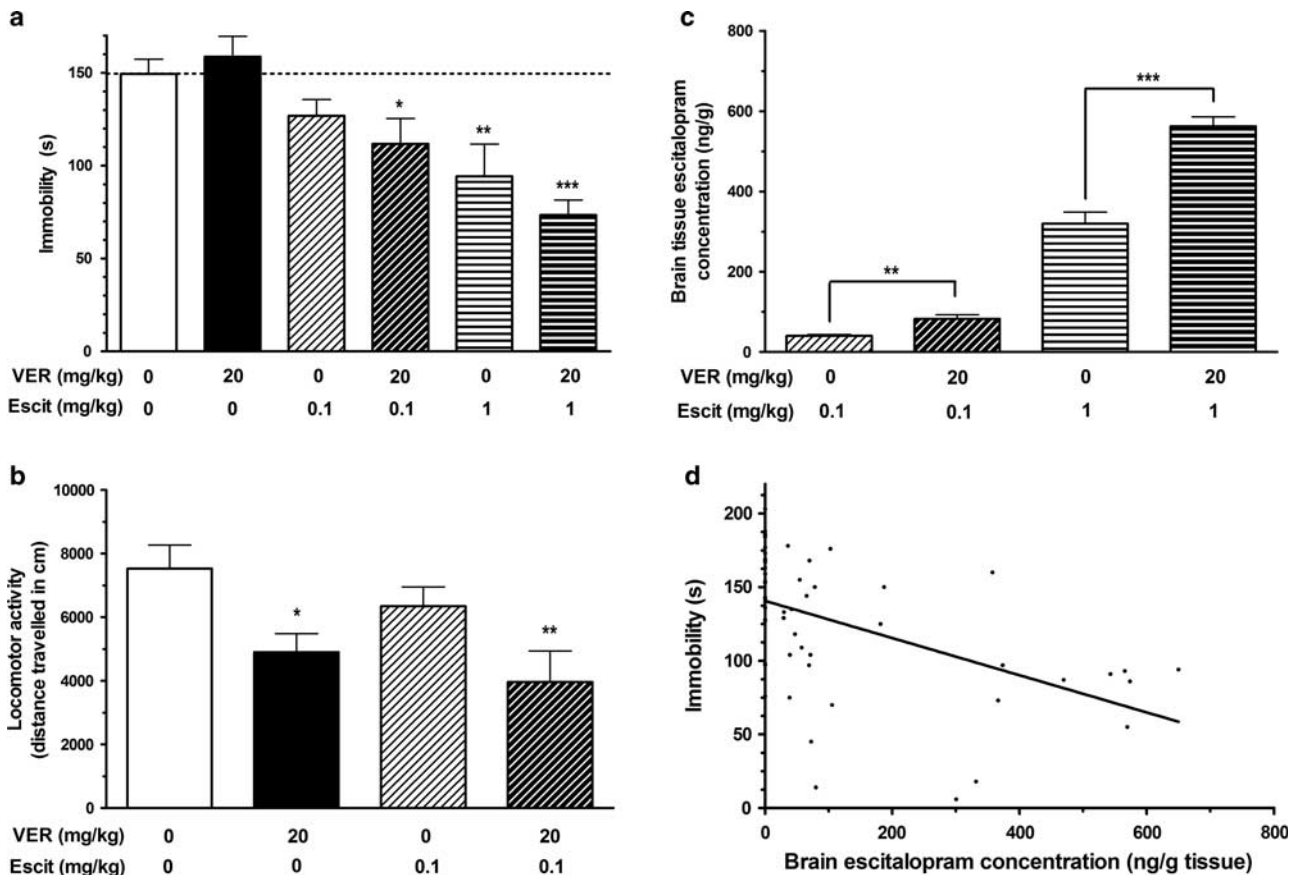 a
Immobility (s)
150
100
50
0
*
**
***
VER (mg/kg) 0 20 0 20 0 20
Escit (mg/kg) 0 0 0.1 0.1 1 1
c
Brain tissue escitalopram
concentration (ng/g)
800
600
400
200
0
**
***
VER (mg/kg) 0 20 0 20
Escit (mg/kg) 0.1 0.1 1 1
b
Locomotor activity
(distance travelled in cm)
10000
8000
6000
4000
2000
0
*
**
VER (mg/kg) 0 20 0 20
Escit (mg/kg) 0 0 0.1 0.1
d
Immobility (s)
200
150
100
50
0
0 200 400 600 800
Brain escitalopram concentration (ng/g tissue)